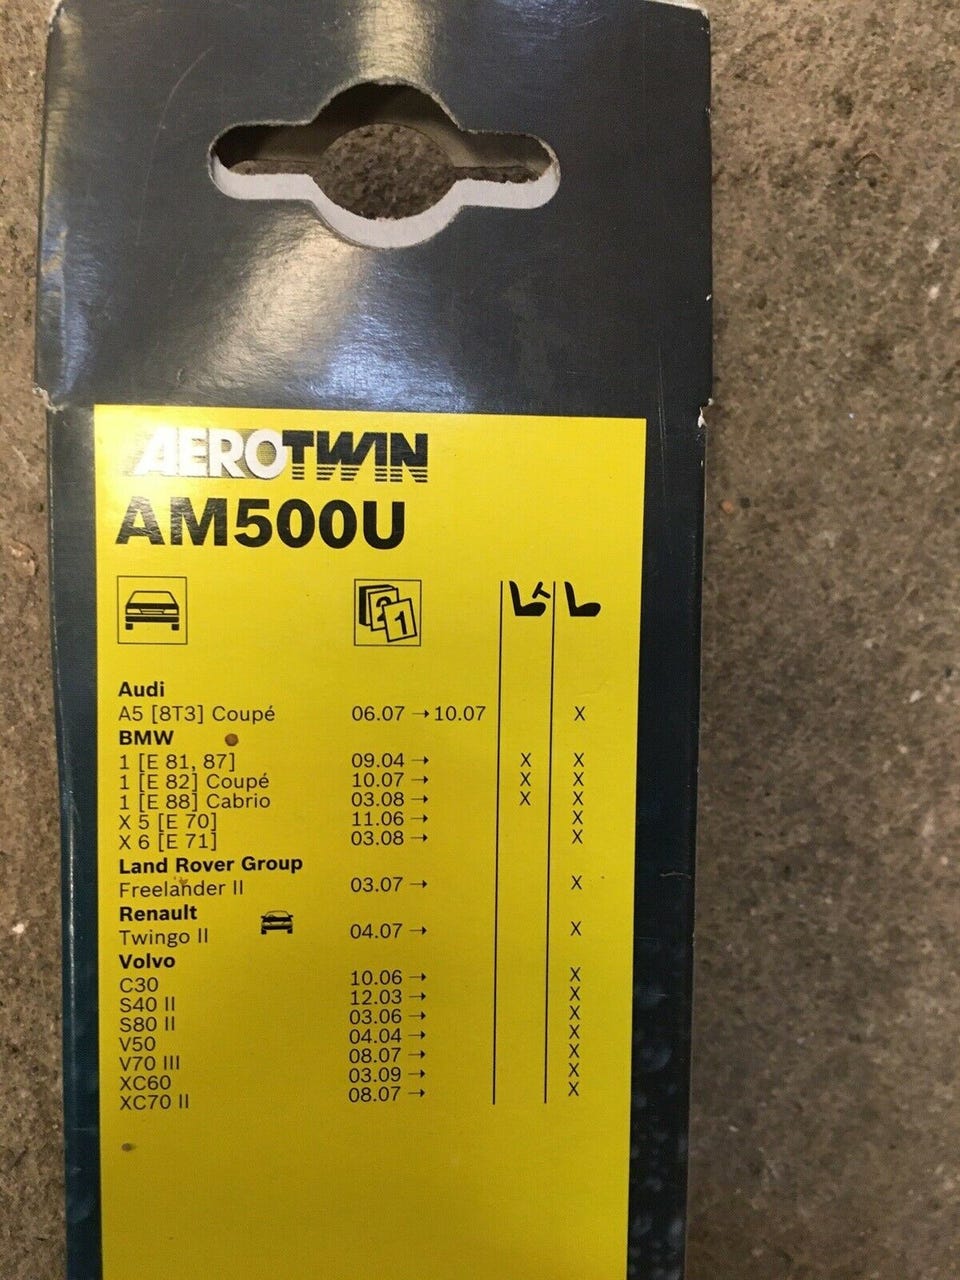 AEROTWIN
AM500U
2 1
Audi
A5 [8T3] Coupé 06.07 → 10.07 X
BMW
1 [E 81, 87] 09.04 → X X
1 [E 82] Coupé 10.07 → X X
1 [E 88] Cabrio 03.08 → X X
X 5 [E 70] 11.06 → X
X 6 [E 71] 03.08 → X
Land Rover Group
Freelander II 03.07 → X
Renault
Twingo II 04.07 → X
Volvo
C30 10.06 → X
S40 II 12.03 → X
S80 II 03.06 → X
V50 04.04 → X
V70 III 08.07 → X
XC60 03.09 → X
XC70 II 08.07 → X